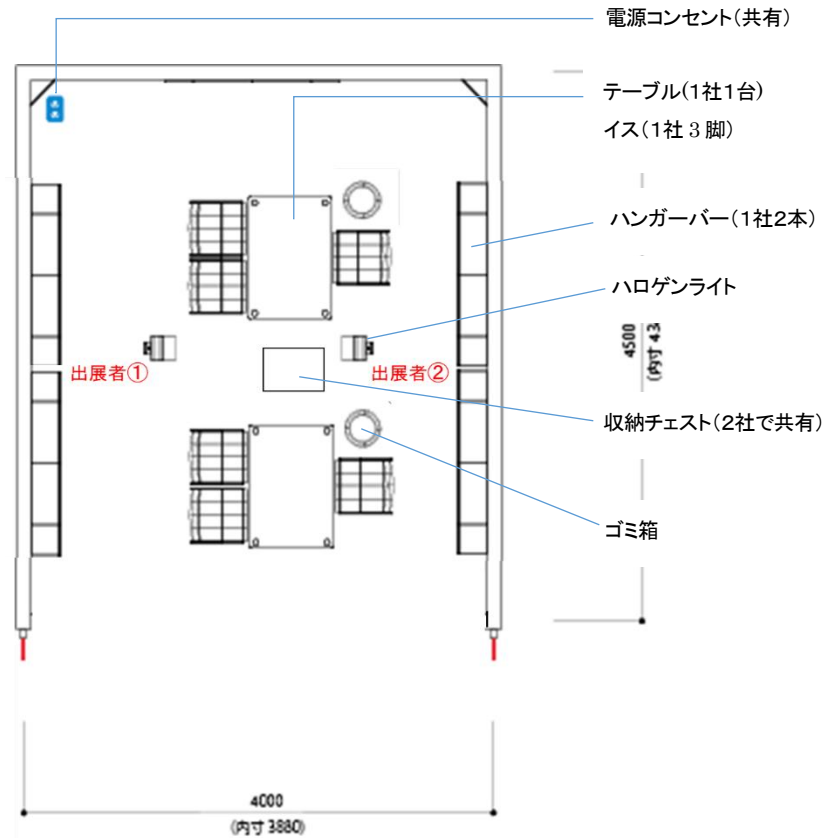 電源コンセント(共有)
テーブル(1社1台)
イス(1社3脚)
ハンガーバー(1社2本)
ハロゲンライト
出展者①
出展者②
4500
(内寸 43
収納チェスト(2社で共有)
ゴミ箱
4000
(内寸 3880)